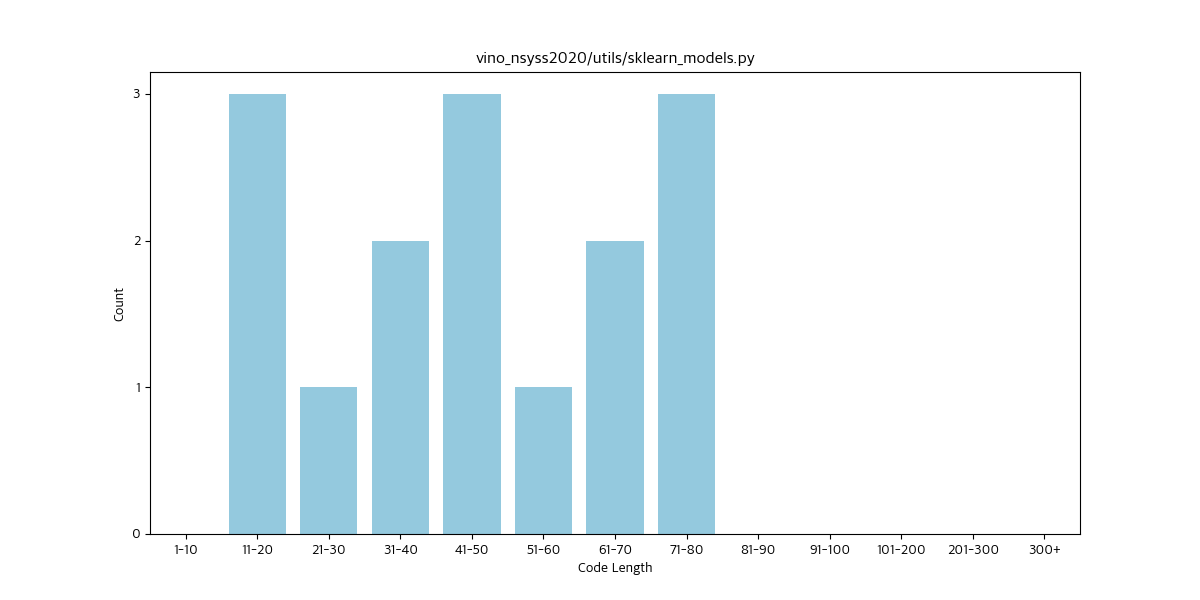 vino_nsyss2020/utils/sklearn_models.py
3
2
1
0
Count
1-10 11-20 21-30 31-40 41-50 51-60 61-70 71-80 81-90 91-100 101-200 201-300 300+
Code Length